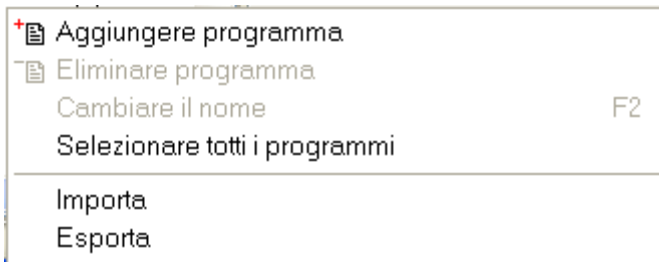 Aggiungere programma
Eliminare programma
Cambiare il nome F2
Selezionare totti i programmi
Importa
Esporta